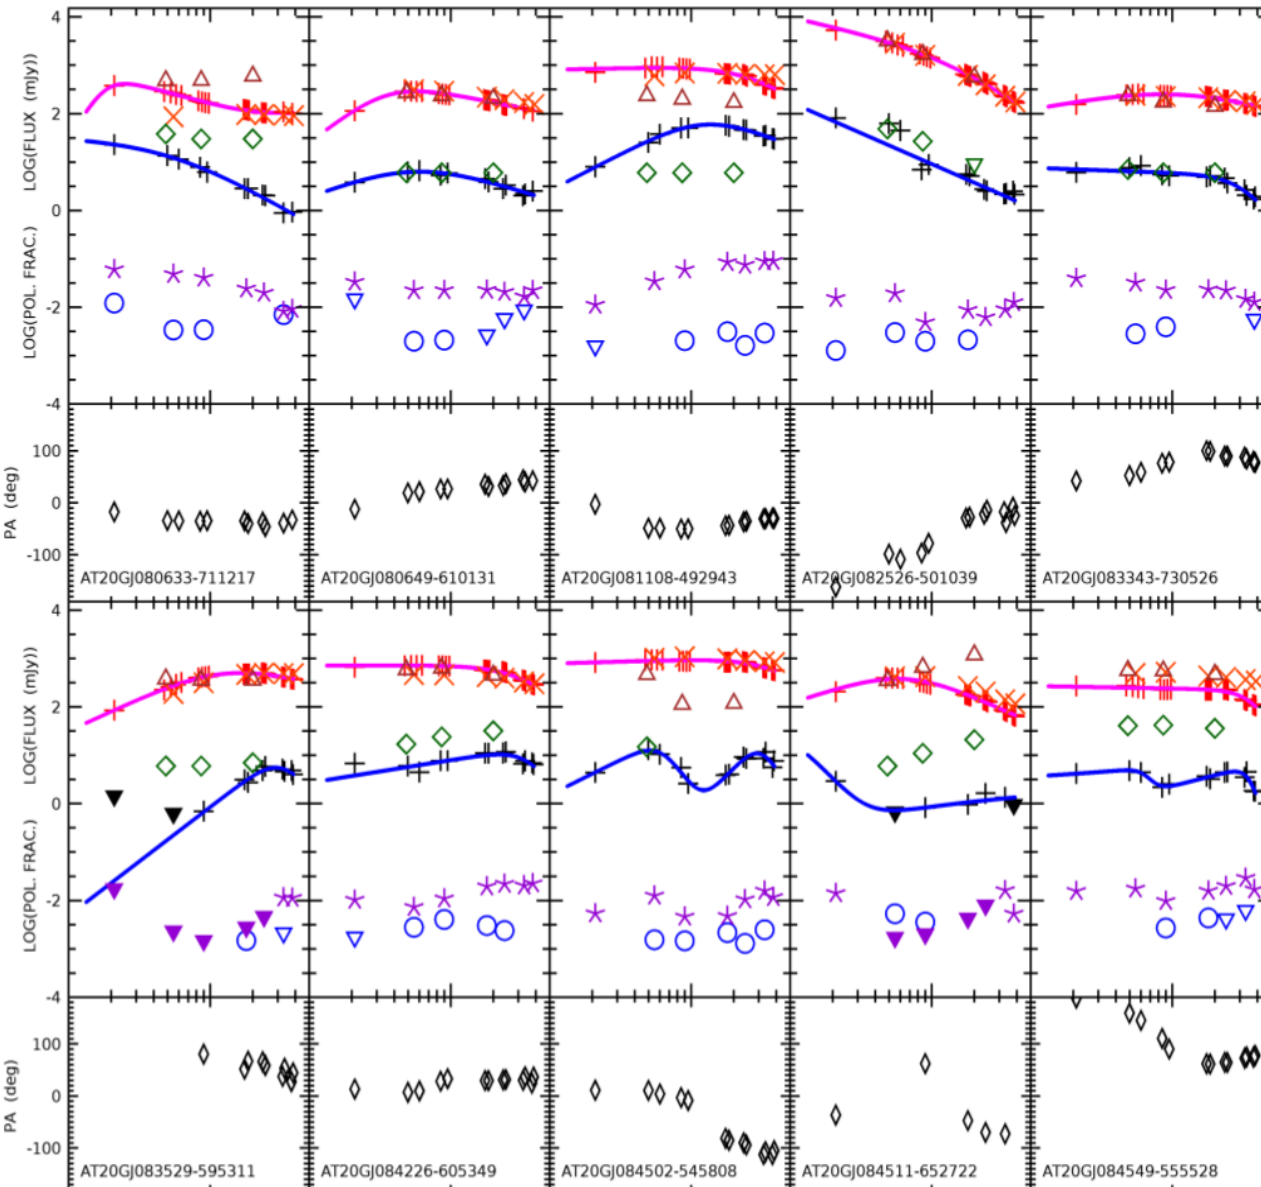 4
2
0
-2
-4
LOG(FLUX (mJy))
LOG(POL. FRAC.)
100
0
-100
PA (deg)
AT20GJ080633-711217 AT20GJ080649-610131 AT20GJ081108-492943 AT20GJ082526-501039 AT20GJ083343-730526
4
2
0
-2
-4
LOG(FLUX (mJy))
LOG(POL. FRAC.)
100
0
-100
PA (deg)
AT20GJ083529-595311 AT20GJ084226-605349 AT20GJ084502-545808 AT20GJ084511-652722 AT20GJ084549-555528